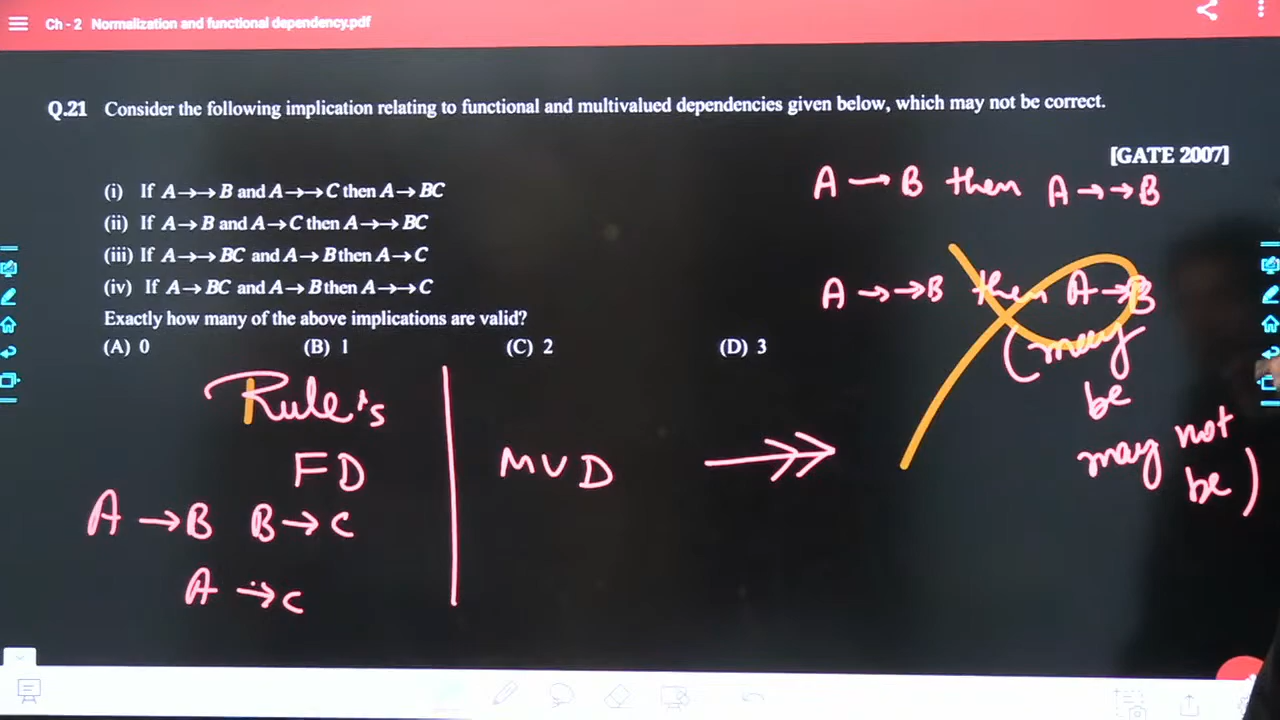 Ch - 2 Normalization and functional dependency.pdf
Q.21 Consider the following implication relating to functional and multivalued dependencies given below, which may not be correct.
[GATE 2007]
(i) If A→→B and A→→C then A→BC
(ii) If A→B and A→C then A→→BC
(iii) If A→→BC and A→B then A→C
(iv) If A→BC and A→B then A→→C
Exactly how many of the above implications are valid?
(A) 0 (B) 1 (C) 2 (D) 3
A → B then A →→ B
A →→ B then A → B
(may
be
may not
be)
Rule's
FD
MVD
A → B B → C
A → C